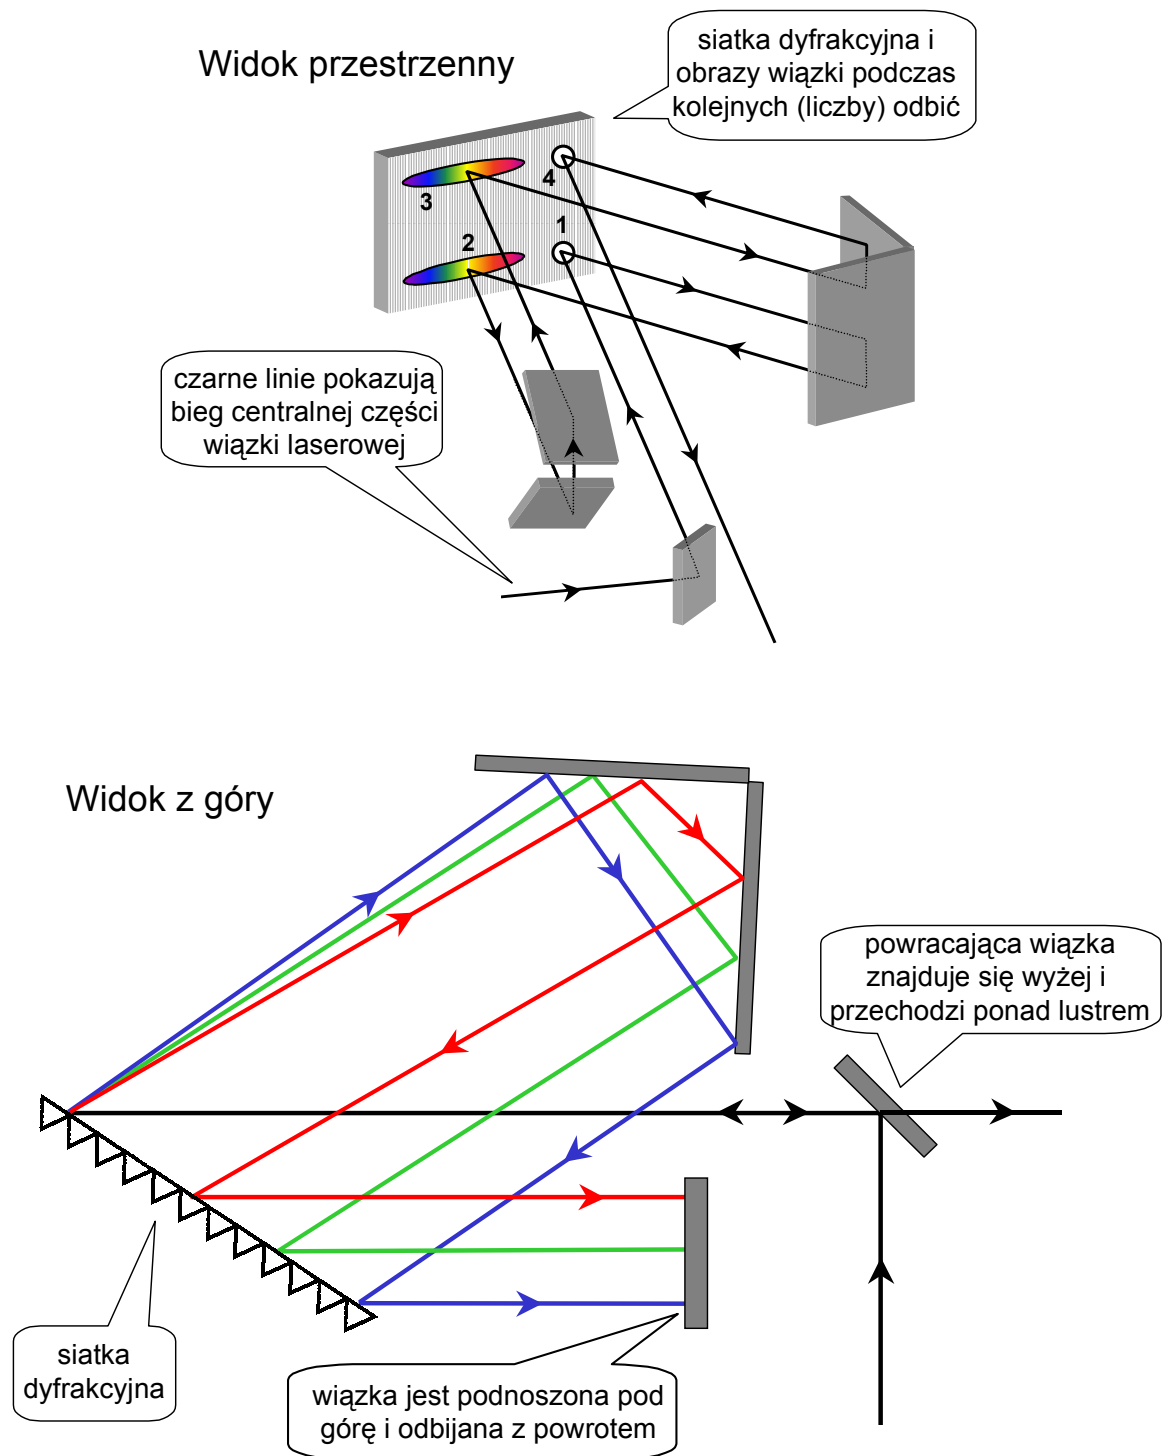 Widok przestrzenny
siatka dyfrakcyjna i
obrazy wiązki podczas
kolejnych (liczby) odbić
3
4
2
1
czarne linie pokazują
bieg centralnej części
wiązki laserowej
Widok z góry
powracająca wiązka
znajduje się wyżej i
przechodzi ponad lustrem
siatka
dyfrakcyjna
wiązka jest podnoszona pod
górę i odbijana z powrotem